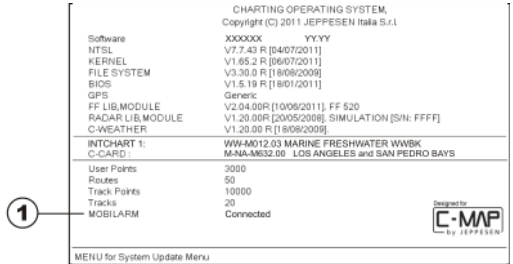 CHARTING OPERATING SYSTEM,
Copyright (C) 2011 JEPPESEN Italia S.r.l.
Software XXXXXX YY.YY
NTSL V7.7.43 R [04/07/2011]
KERNEL V1.65.2 R [06/07/2011]
FILE SYSTEM V3.30.0 R [18/08/2009]
BIOS V1.5.19 R [18/01/2011]
GPS Generic
FF LIB,MODULE V2.04.00R [10/06/2011]. FF 520
RADAR LIB,MODULE V1.20.00R [20/05/2008]. SIMULATION [S/N: FFFF]
C-WEATHER V1.20.00 R [18/08/2009].
INTCHART 1: WW-M012.03 MARINE FRESHWATER WWBK
C-CARD : M-NA-M632.00 LOS ANGELES and SAN PEDRO BAYS
User Points 3000
Routes 50
Track Points 10000
Tracks 20
1 MOBILARM Connected
Designed for
C-MAP
by JEPPESEN
MENU for System Update Menu